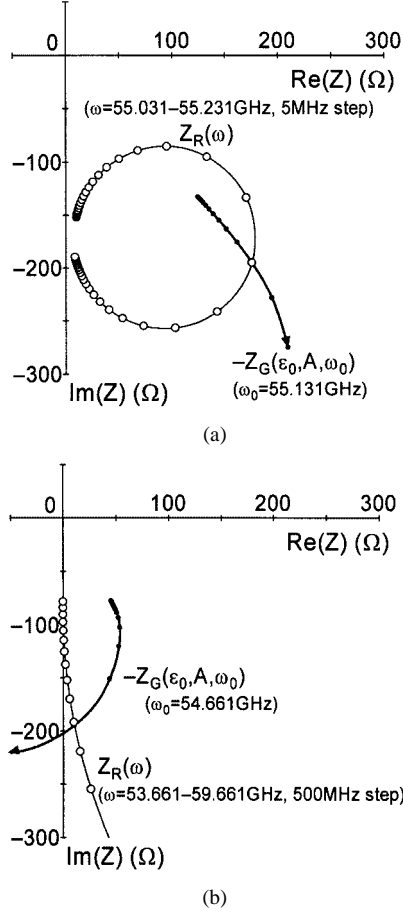 0 100 200 300
Re(Z) (Ω)
(ω=55.031–55.231GHz, 5MHz step)
Z_R(ω)
−100
−200
−300
−Z_G(ε_0,A,ω_0)
(ω_0=55.131GHz)
Im(Z) (Ω)
(a)
0 100 200 300
Re(Z) (Ω)
−100
−Z_G(ε_0,A,ω_0)
(ω_0=54.661GHz)
−200
Z_R(ω)
(ω=53.661–59.661GHz, 500MHz step)
−300
Im(Z) (Ω)
(b)